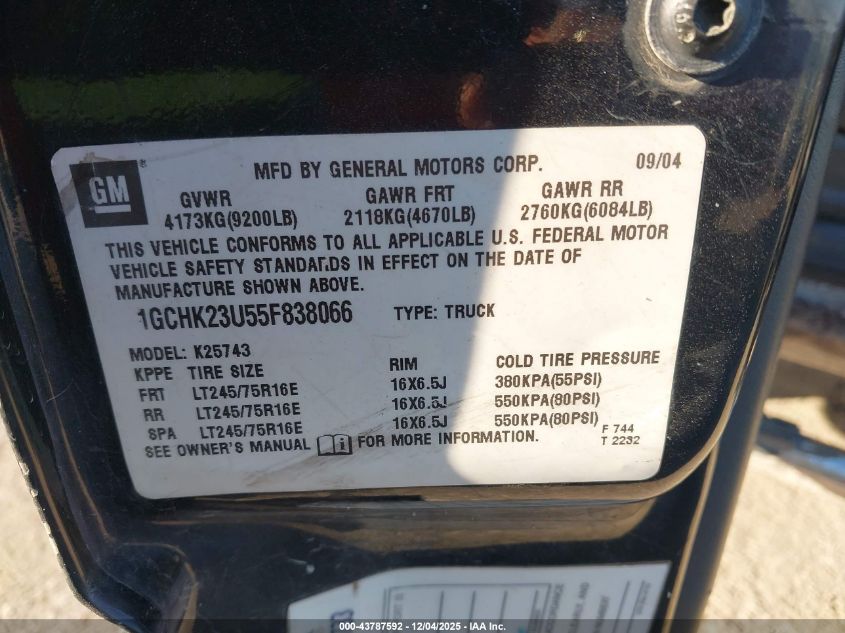 GM
MFD BY GENERAL MOTORS CORP. 09/04
GVWR GAWR FRT GAWR RR
4173KG(9200LB) 2118KG(4670LB) 2760KG(6084LB)
THIS VEHICLE CONFORMS TO ALL APPLICABLE U.S. FEDERAL MOTOR
VEHICLE SAFETY STANDARDS IN EFFECT ON THE DATE OF
MANUFACTURE SHOWN ABOVE.
1GCHK23U55F838066 TYPE: TRUCK
MODEL: K25743
KPPE TIRE SIZE RIM COLD TIRE PRESSURE
FRT LT245/75R16E 16X6.5J 380KPA(55PSI)
RR LT245/75R16E 16X6.5J 550KPA(80PSI)
SPA LT245/75R16E 16X6.5J 550KPA(80PSI)
SEE OWNER'S MANUAL FOR MORE INFORMATION.
F 744
T 2232
000-43787592 - 12/04/2025 - IAA Inc.